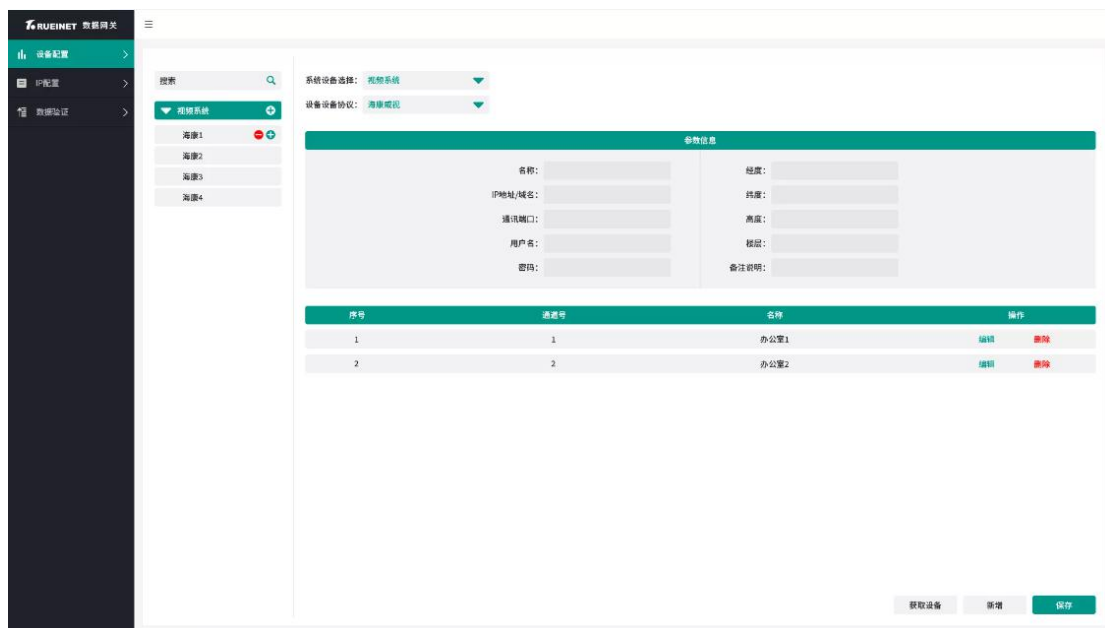 TRUEINET 数据网关
设备配置
IP配置
数据验证
搜索
视频系统
海康1
海康2
海康3
海康4
系统设备选择： 视频系统
设备设备协议： 海康威视
参数信息
名称： 经度：
IP地址/域名： 纬度：
通讯端口： 高度：
用户名： 楼层：
密码： 备注说明：
序号 通道号 名称 操作
1 1 办公室1 编辑 删除
2 2 办公室2 编辑 删除
获取设备 新增 保存